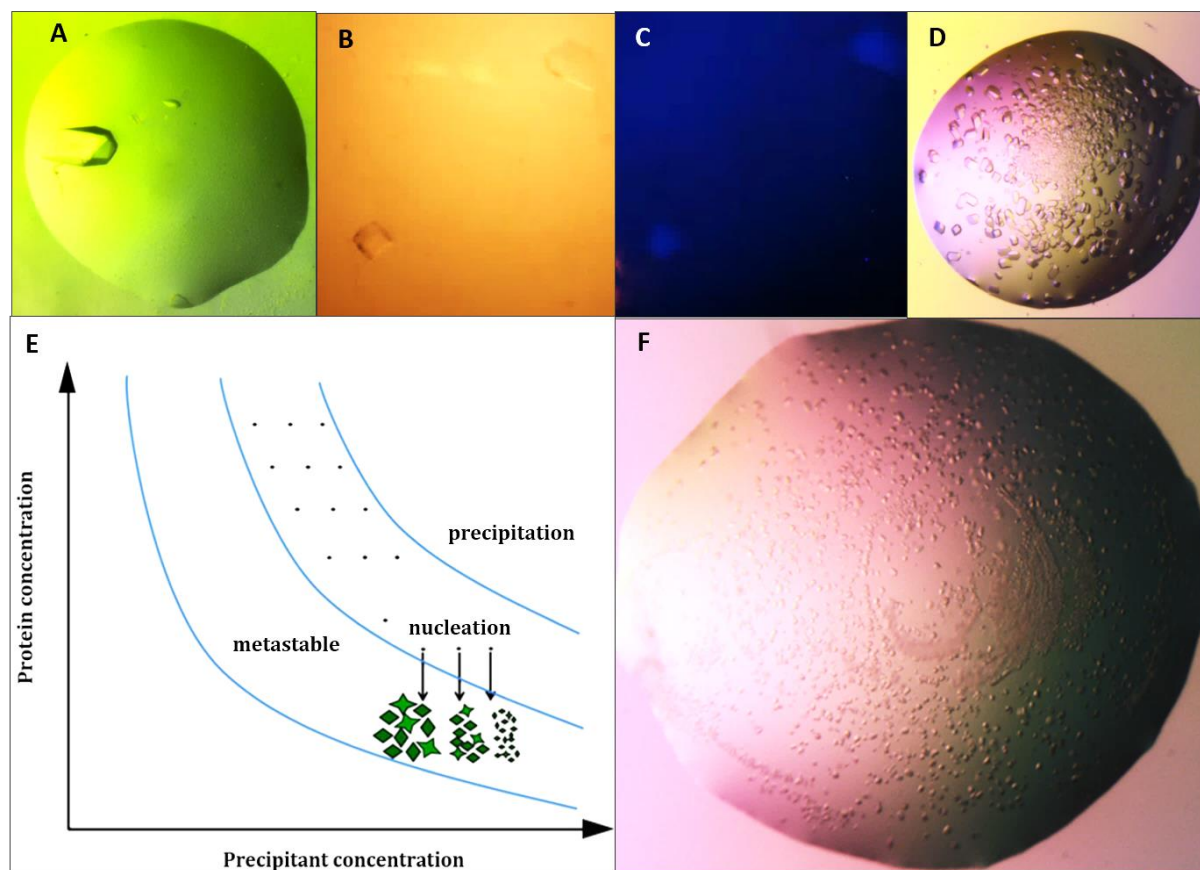 A
B
C
D
E
Protein concentration
precipitation
nucleation
metastable
Precipitant concentration
F